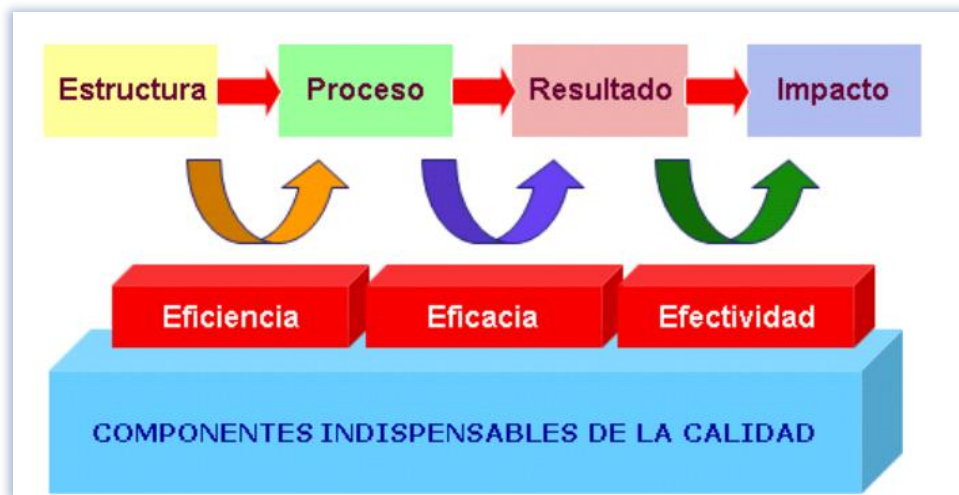 Estructura
Proceso
Resultado
Impacto
Eficiencia
Eficacia
Efectividad
COMPONENTES INDISPENSABLES DE LA CALIDAD